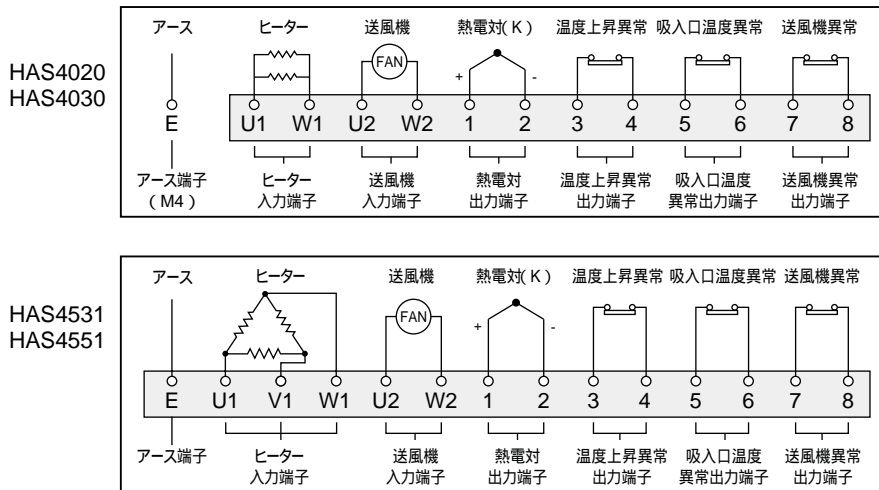 HAS4020
HAS4030
アース ヒーター 送風機 熱電対(K) 温度上昇異常 吸入口温度異常 送風機異常
FAN
+ -
E U1 W1 U2 W2 1 2 3 4 5 6 7 8
アース端子 ヒーター 送風機 熱電対 温度上昇異常 吸入口温度 送風機異常
(M4) 入力端子 入力端子 出力端子 出力端子 異常出力端子 出力端子
HAS4531
HAS4551
アース ヒーター 送風機 熱電対(K) 温度上昇異常 吸入口温度異常 送風機異常
FAN
+ -
E U1 V1 W1 U2 W2 1 2 3 4 5 6 7 8
アース端子 ヒーター 送風機 熱電対 温度上昇異常 吸入口温度 送風機異常
入力端子 入力端子 出力端子 出力端子 異常出力端子 出力端子